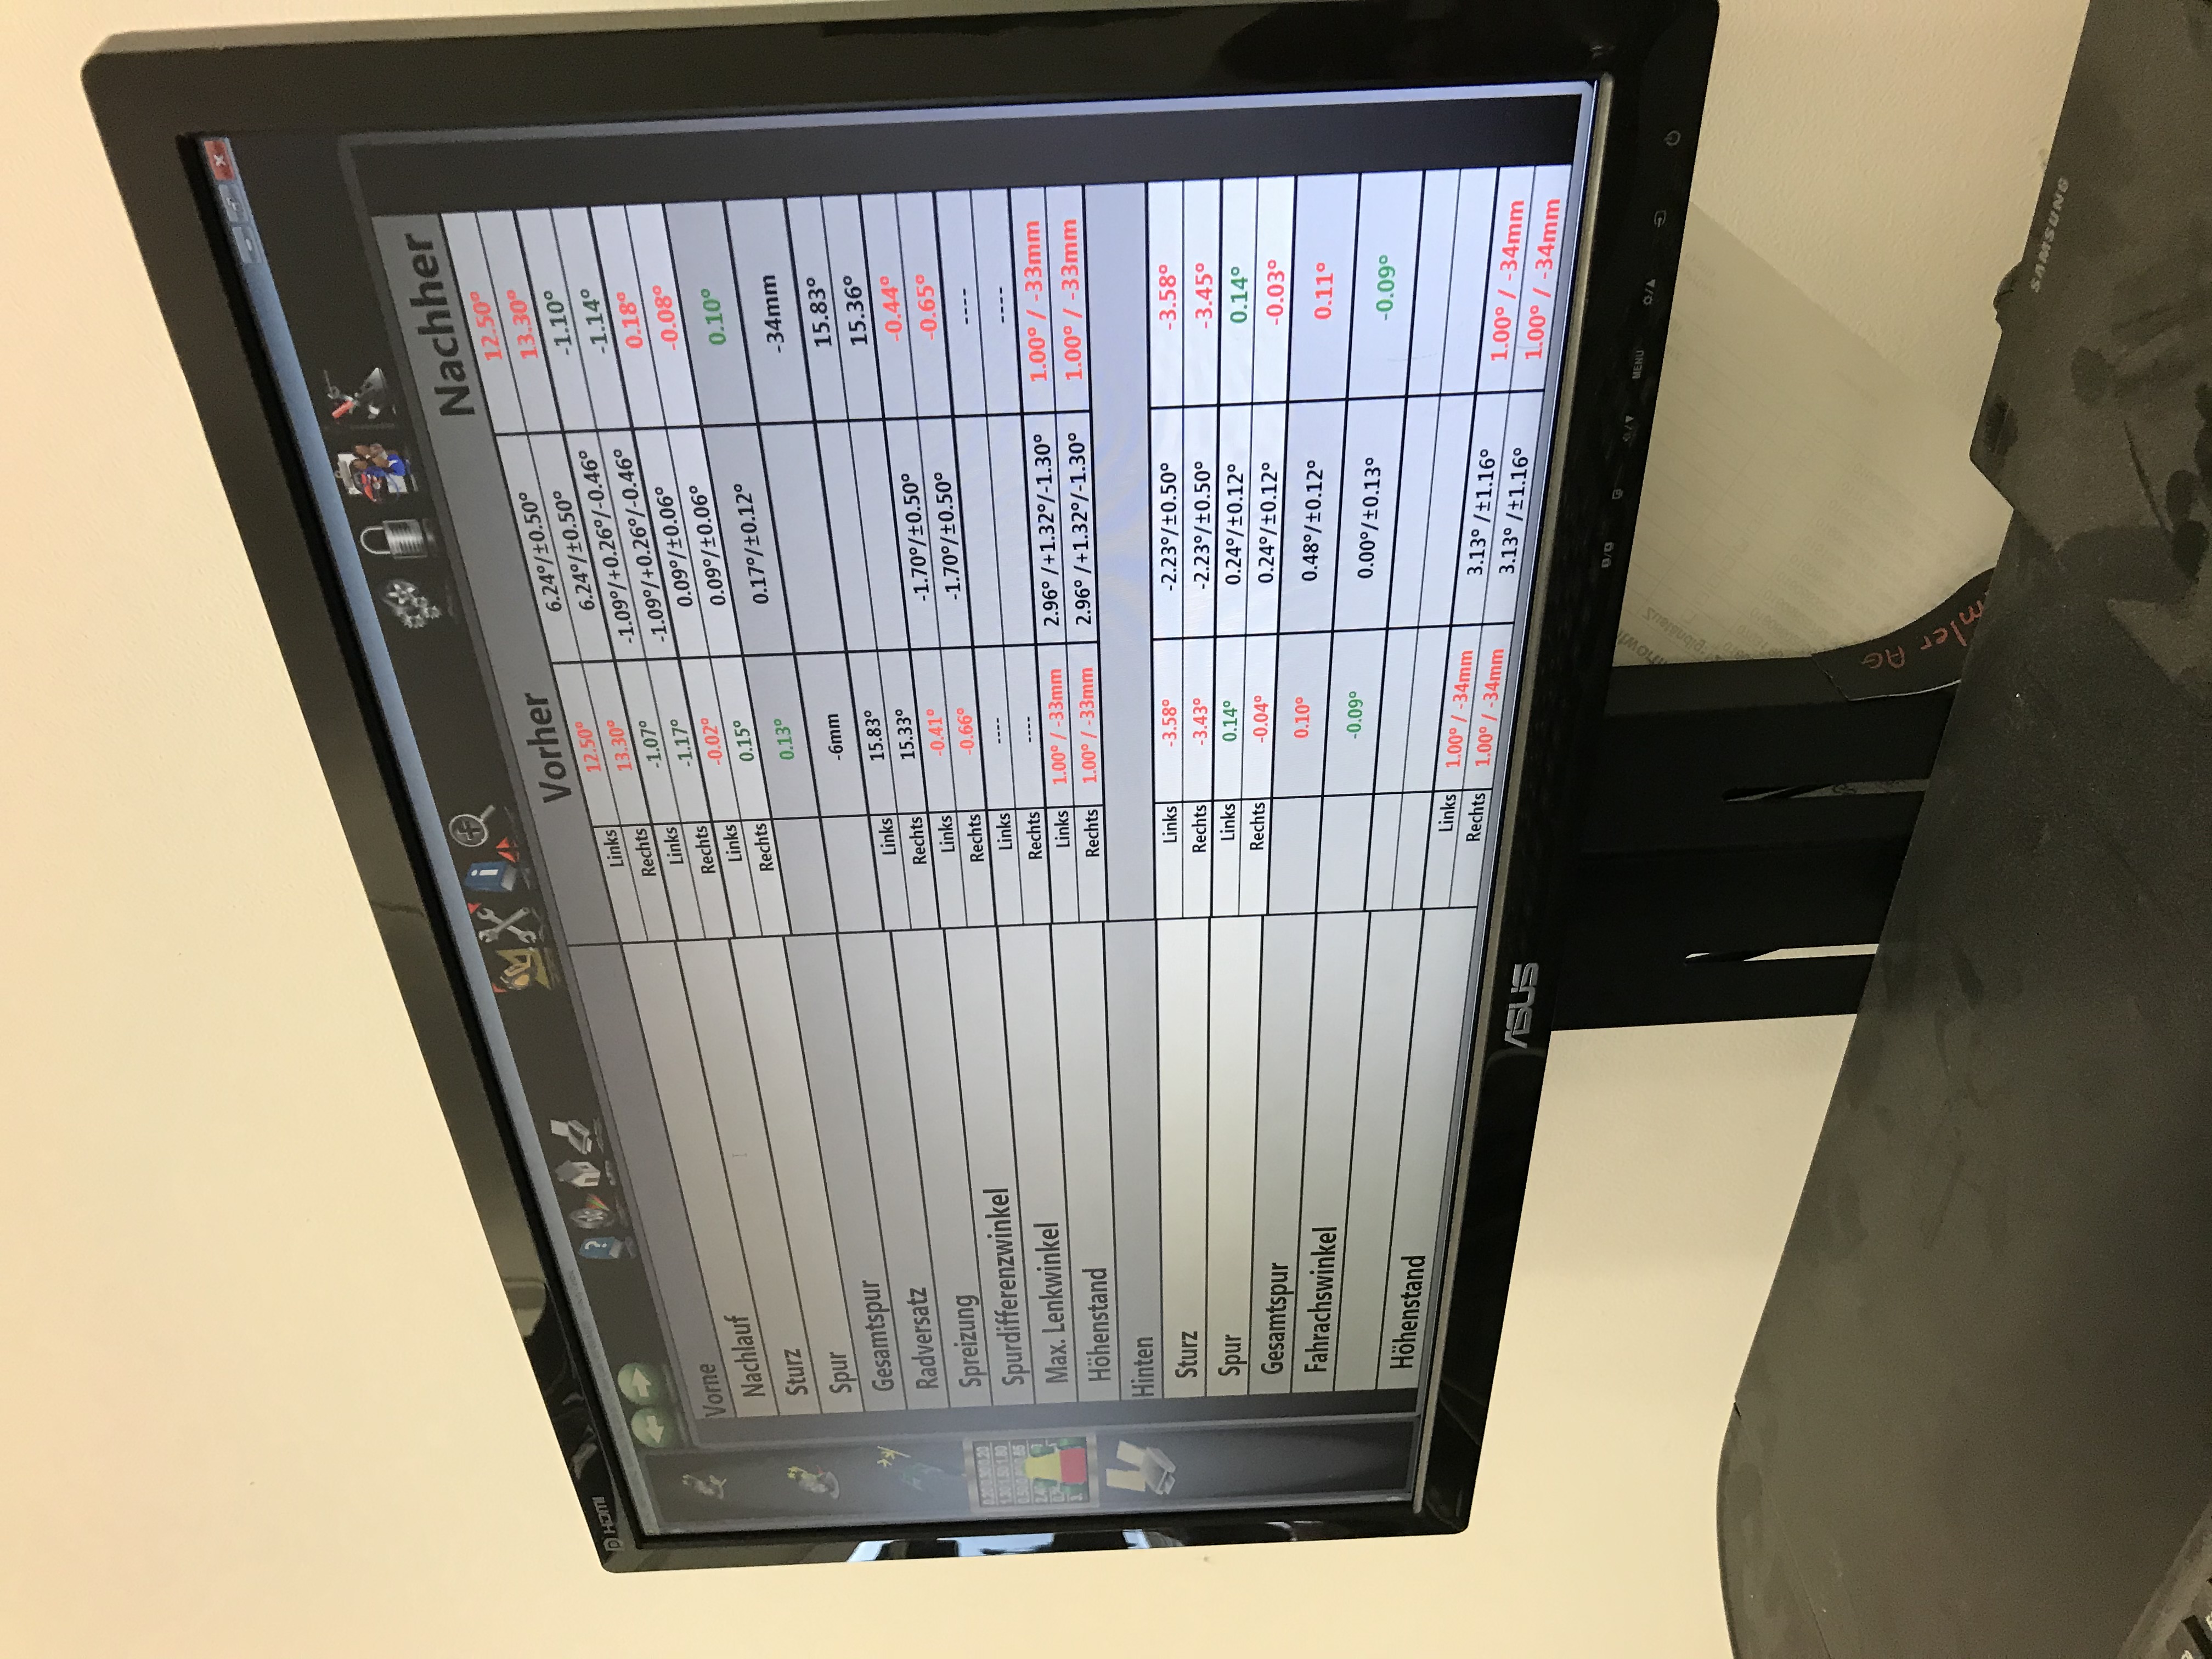 HDMI
Vorher Nachher
Vorne
Nachlauf Links 12.50° 6.24°/±0.50° 12.50°
Rechts 13.30° 6.24°/±0.50° 13.30°
Sturz Links -1.07° -1.09°/+0.26°/-0.46° -1.10°
Rechts -1.17° -1.09°/+0.26°/-0.46° -1.14°
Spur Links -0.02° 0.09°/±0.06° 0.18°
Rechts 0.15° 0.09°/±0.06° -0.08°
Gesamtspur 0.13° 0.17°/±0.12° 0.10°
Radversatz -6mm -34mm
Spreizung Links 15.83° 15.83°
Rechts 15.33° 15.36°
Spurdifferenzwinkel Links -0.41° -1.70°/±0.50° -0.44°
Rechts -0.66° -1.70°/±0.50° -0.65°
Max. Lenkwinkel Links ---- ----
Rechts ---- ----
Höhenstand Links 1.00° / -33mm 2.96° /+1.32°/-1.30° 1.00° / -33mm
Rechts 1.00° / -33mm 2.96° /+1.32°/-1.30° 1.00° / -33mm
Hinten
Sturz Links -3.58° -2.23°/±0.50° -3.58°
Rechts -3.43° -2.23°/±0.50° -3.45°
Spur Links 0.14° 0.24°/±0.12° 0.14°
Rechts -0.04° 0.24°/±0.12° -0.03°
Gesamtspur 0.10° 0.48°/±0.12° 0.11°
Fahrachswinkel -0.09° 0.00°/±0.13° -0.09°
Höhenstand Links 1.00° / -34mm 3.13° /±1.16° 1.00° / -34mm
Rechts 1.00° / -34mm 3.13° /±1.16° 1.00° / -34mm
ASUS
MENU
mler AG
SAMSUNG